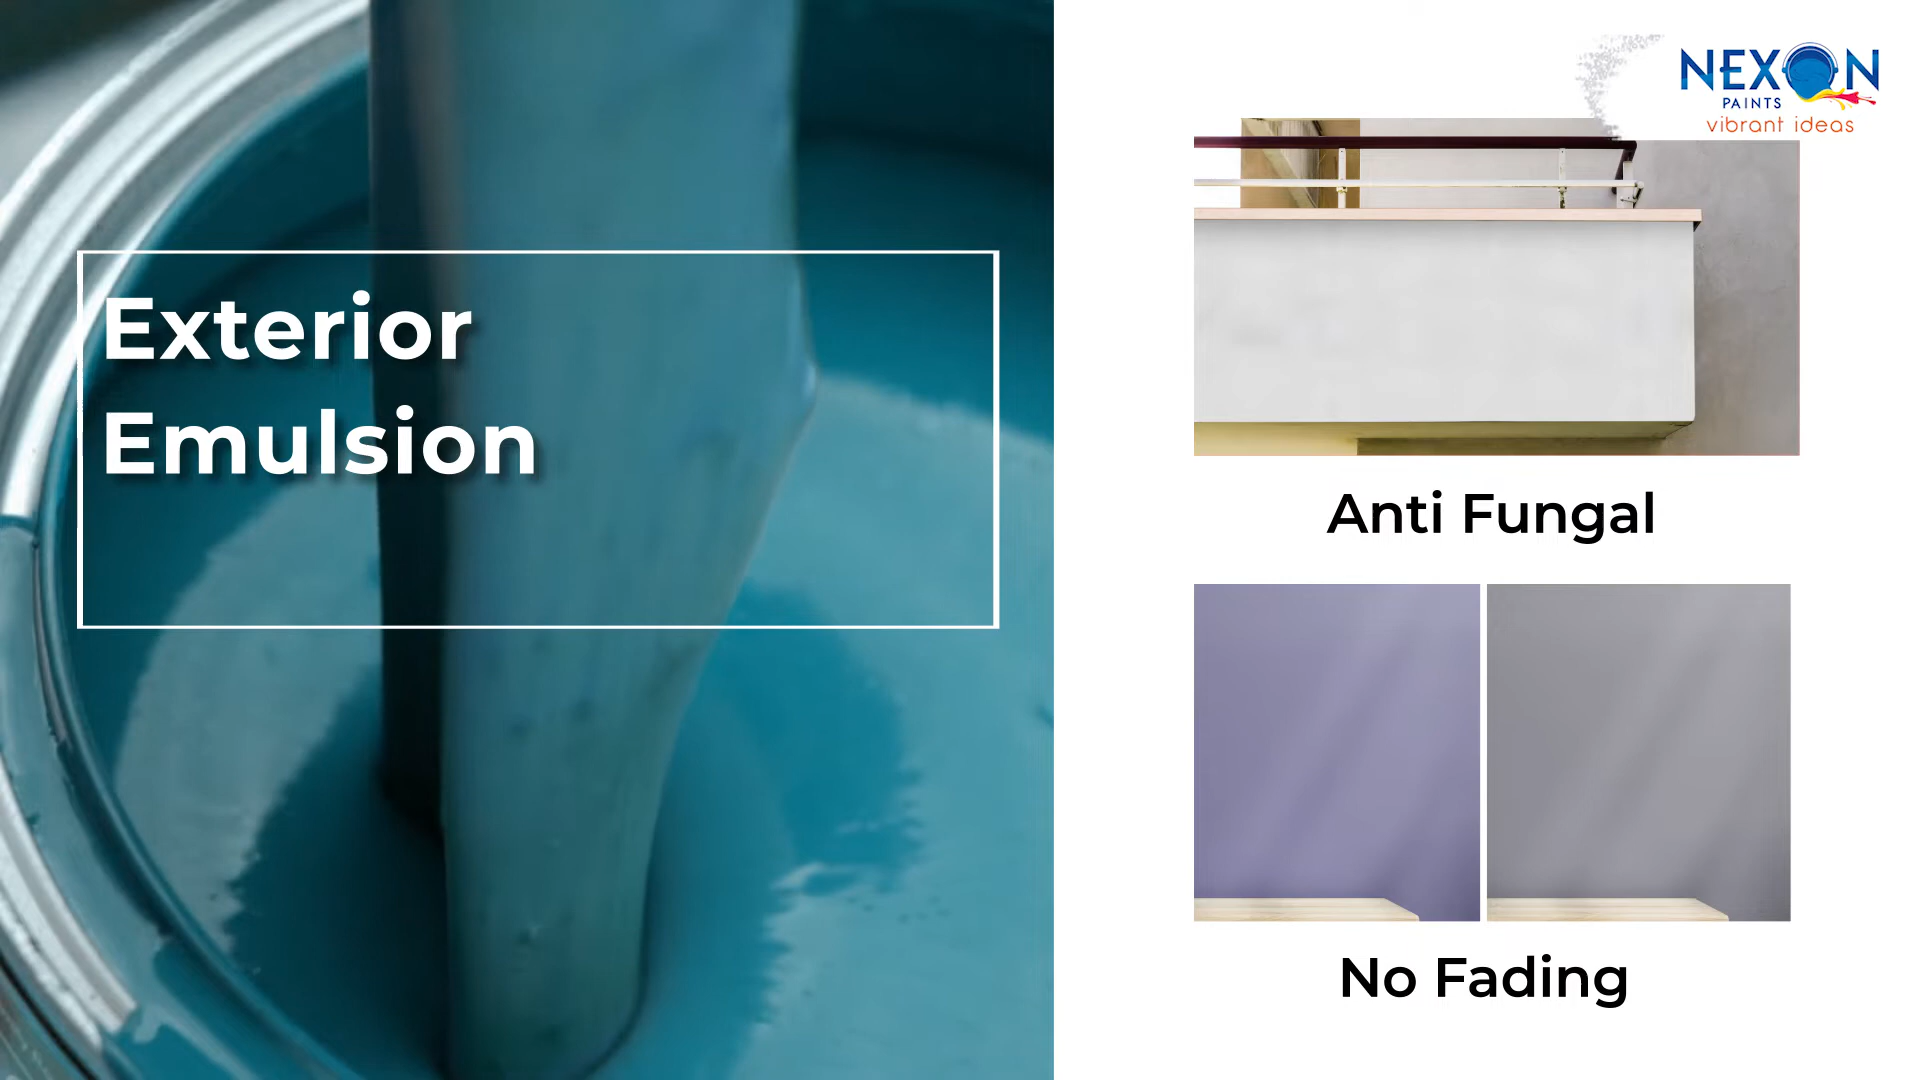 Exterior
Emulsion
NEXON
PAINTS
vibrant ideas
Anti Fungal
No Fading